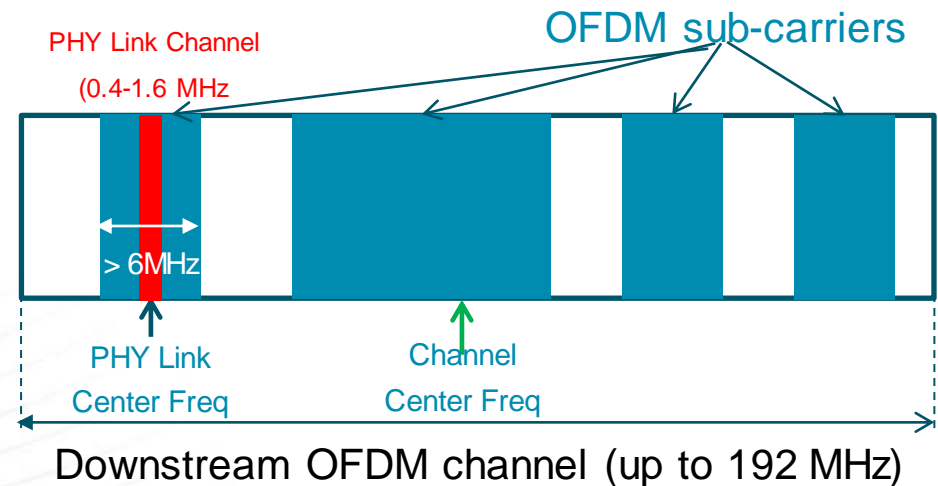 OFDM sub-carriers
PHY Link Channel
(0.4-1.6 MHz
> 6MHz
PHY Link
Center Freq
Channel
Center Freq
Downstream OFDM channel (up to 192 MHz)